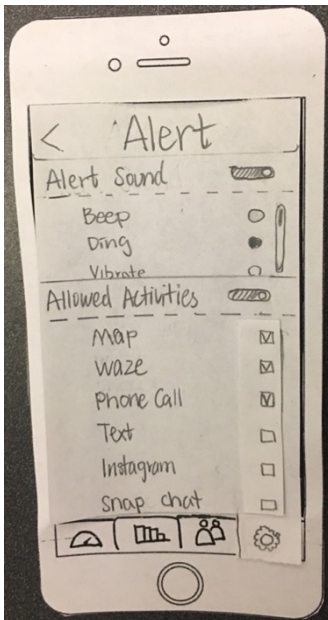 < Alert
Alert Sound
Beep
Ding
Vibrate
Allowed Activities
Map
waze
phone Call
Text
Instagram
snap chat